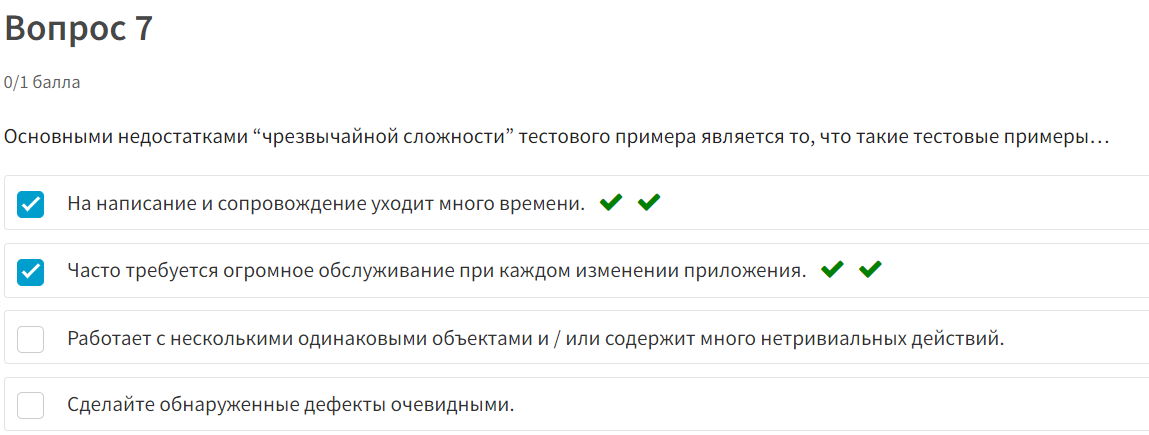 Вопрос 7
0/1 балла
Основными недостатками “чрезвычайной сложности” тестового примера является то, что такие тестовые примеры…
На написание и сопровождение уходит много времени.
Часто требуется огромное обслуживание при каждом изменении приложения.
Работает с несколькими одинаковыми объектами и / или содержит много нетривиальных действий.
Сделайте обнаруженные дефекты очевидными.